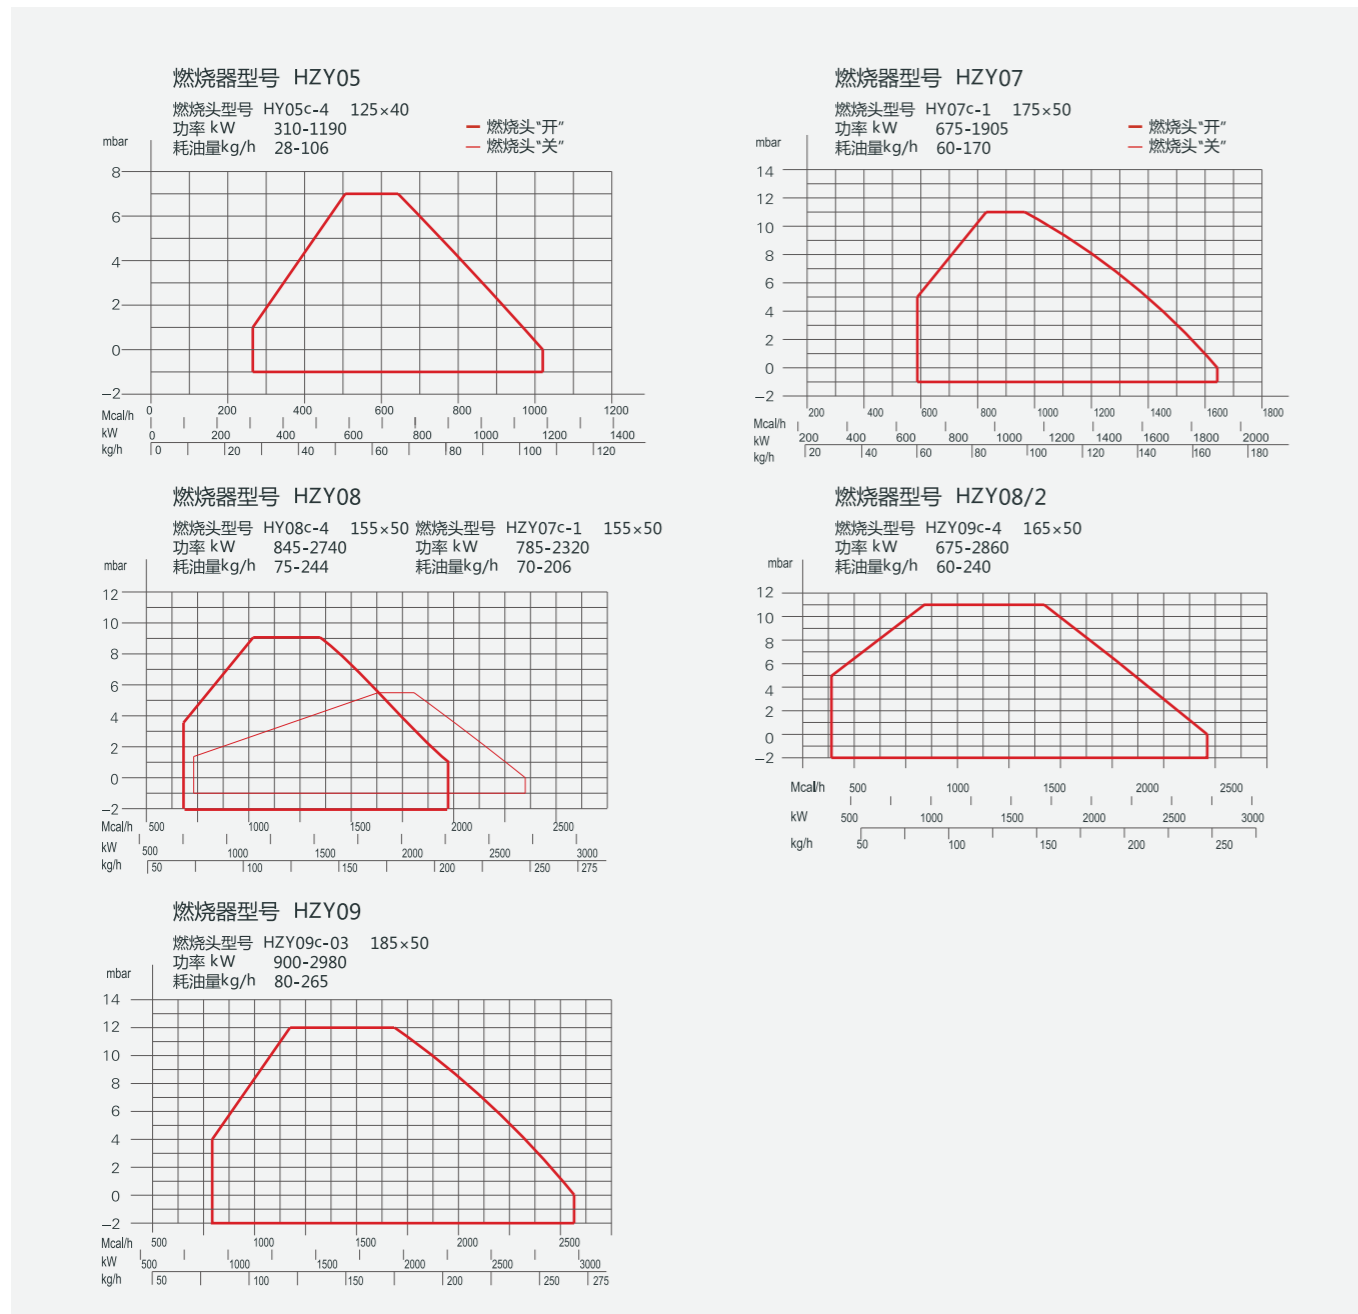 燃烧器型号 HZY05
燃烧头型号 HY05c-4 125×40
功率 kW 310-1190
耗油量kg/h 28-106
燃烧头“开”
燃烧头“关”
mbar
8
6
4
2
0
−2
Mcal/h 0 200 400 600 800 1000 1200
kW 0 200 400 600 800 1000 1200 1400
kg/h 0 20 40 60 80 100 120
燃烧器型号 HZY07
燃烧头型号 HY07c-1 175×50
功率 kW 675-1905
耗油量kg/h 60-170
燃烧头“开”
燃烧头“关”
mbar
14
12
10
8
6
4
2
0
−2
Mcal/h 200 400 600 800 1000 1200 1400 1600 1800
kW 200 400 600 800 1000 1200 1400 1600 1800 2000
kg/h 20 40 60 80 100 120 140 160 180
燃烧器型号 HZY08
燃烧头型号 HY08c-4 155×50 燃烧头型号 HZY07c-1 155×50
功率 kW 845-2740 功率 kW 785-2320
耗油量kg/h 75-244 耗油量kg/h 70-206
mbar
12
10
8
6
4
2
0
−2
Mcal/h 500 1000 1500 2000 2500
kW 500 1000 1500 2000 2500 3000
kg/h 50 100 150 200 250 275
燃烧器型号 HZY08/2
燃烧头型号 HZY09c-4 165×50
功率 kW 675-2860
耗油量kg/h 60-240
mbar
12
10
8
6
4
2
0
−2
Mcal/h 500 1000 1500 2000 2500
kW 500 1000 1500 2000 2500 3000
kg/h 50 100 150 200 250
燃烧器型号 HZY09
燃烧头型号 HZY09c-03 185×50
功率 kW 900-2980
耗油量kg/h 80-265
mbar
14
12
10
8
6
4
2
0
−2
Mcal/h 500 1000 1500 2000 2500
kW 500 1000 1500 2000 2500 3000
kg/h 50 100 150 200 250 275